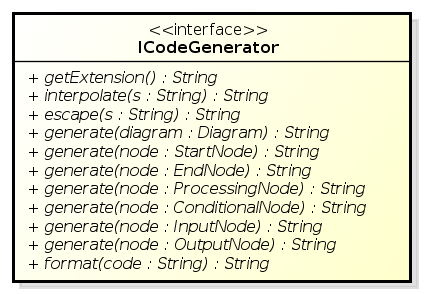 <<interface>>
ICodeGenerator
+ getExtension() : String
+ interpolate(s : String) : String
+ escape(s : String) : String
+ generate(diagram : Diagram) : String
+ generate(node : StartNode) : String
+ generate(node : EndNode) : String
+ generate(node : ProcessingNode) : String
+ generate(node : ConditionalNode) : String
+ generate(node : InputNode) : String
+ generate(node : OutputNode) : String
+ format(code : String) : String